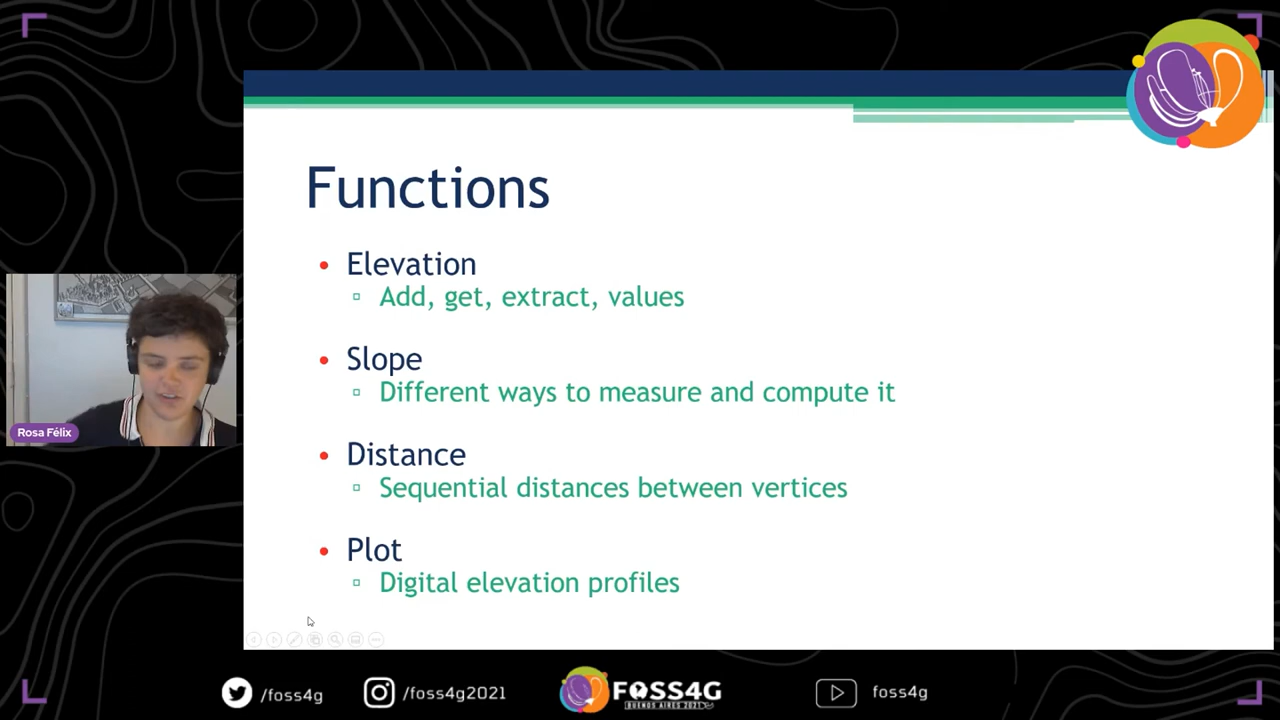 Functions
• Elevation
▫ Add, get, extract, values
• Slope
▫ Different ways to measure and compute it
• Distance
▫ Sequential distances between vertices
• Plot
▫ Digital elevation profiles
Rosa Félix
/foss4g
/foss4g2021
FOSS4G
BUENOS AIRES 2021
foss4g